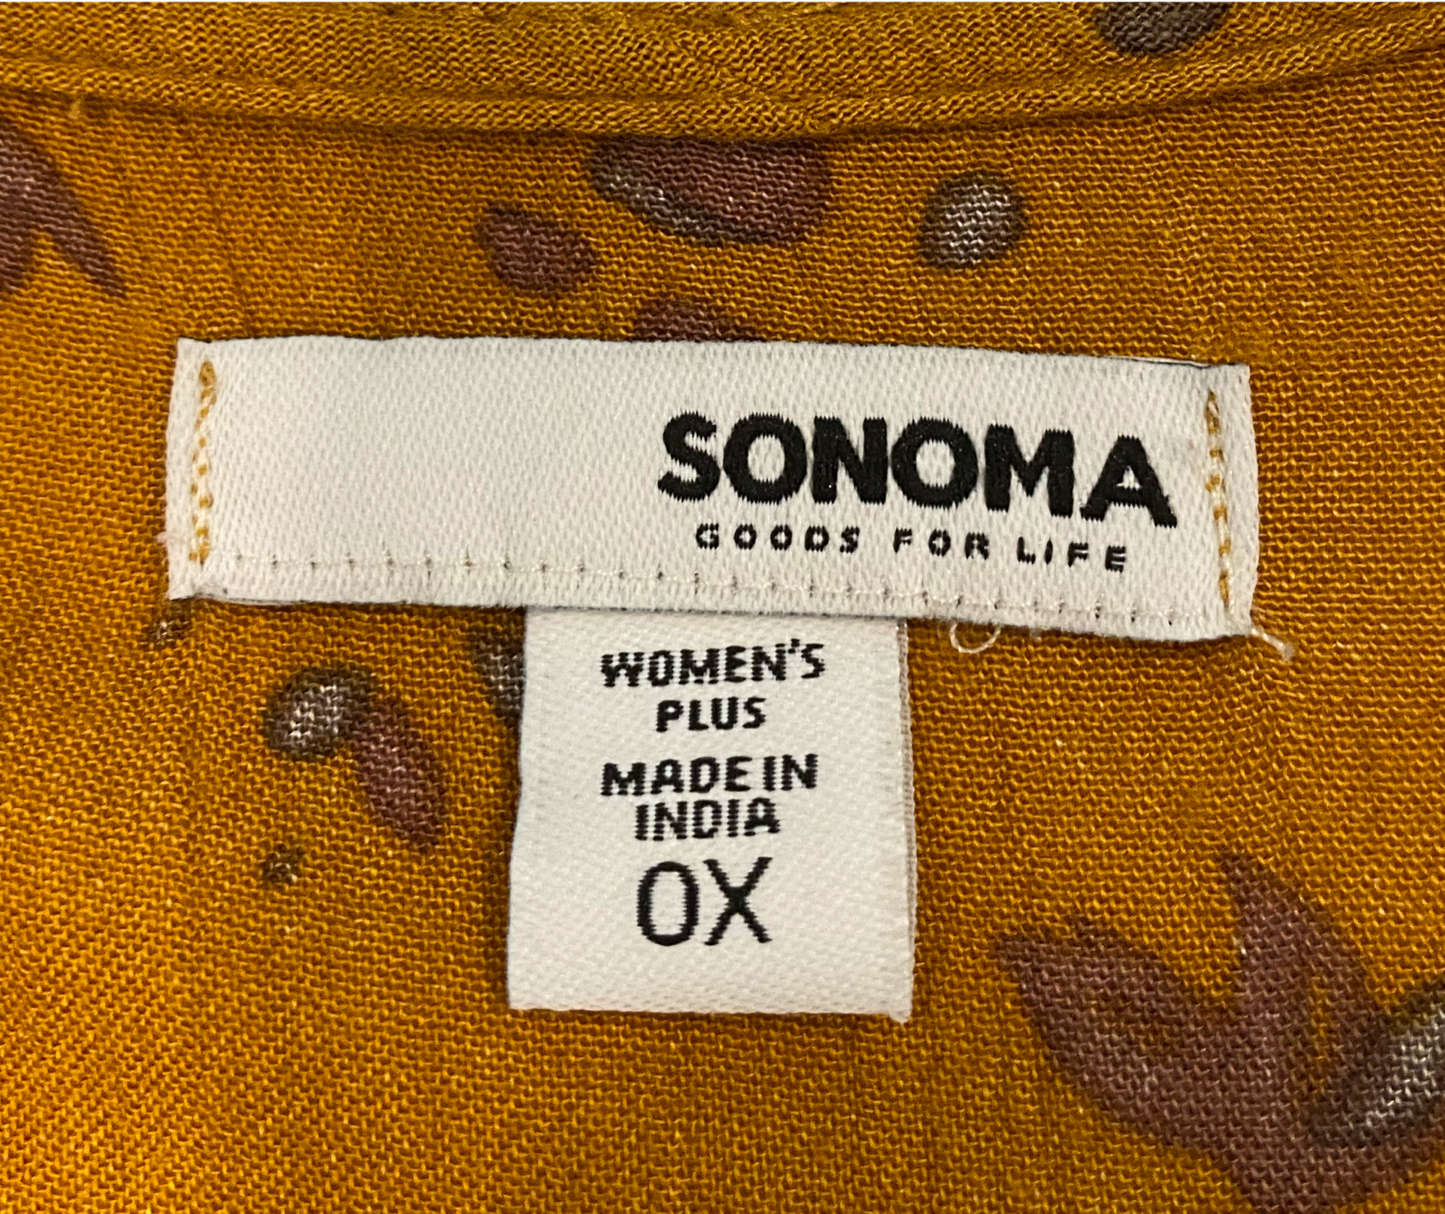 SONOMA
GOODS FOR LIFE
WOMEN'S
PLUS
MADE IN
INDIA
0X